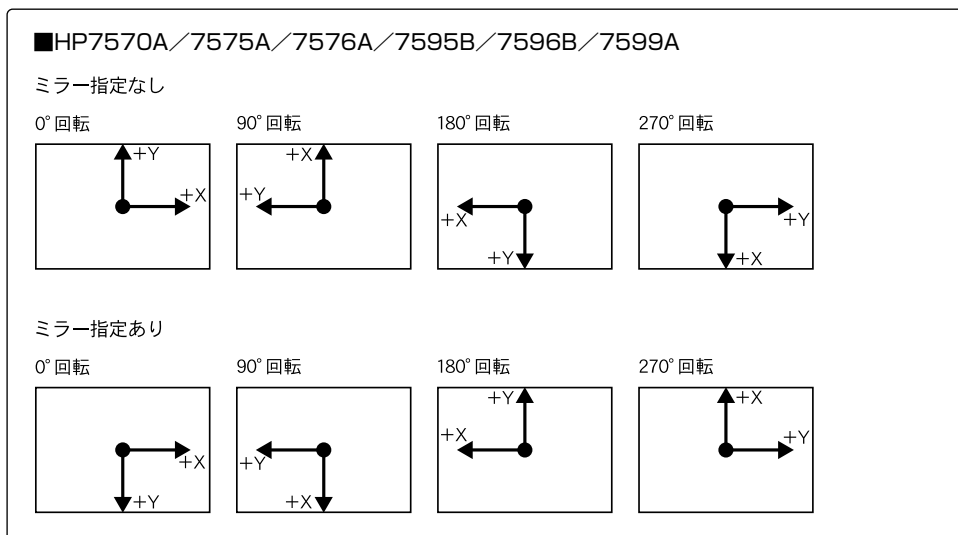 ■HP7570A／7575A／7576A／7595B／7596B／7599A
ミラー指定なし
0°回転 90°回転 180°回転 270°回転
+Y +X
+X +Y
+X +Y
+Y +X
ミラー指定あり
0°回転 90°回転 180°回転 270°回転
+X +Y
+Y +X
+Y +X
+X +Y